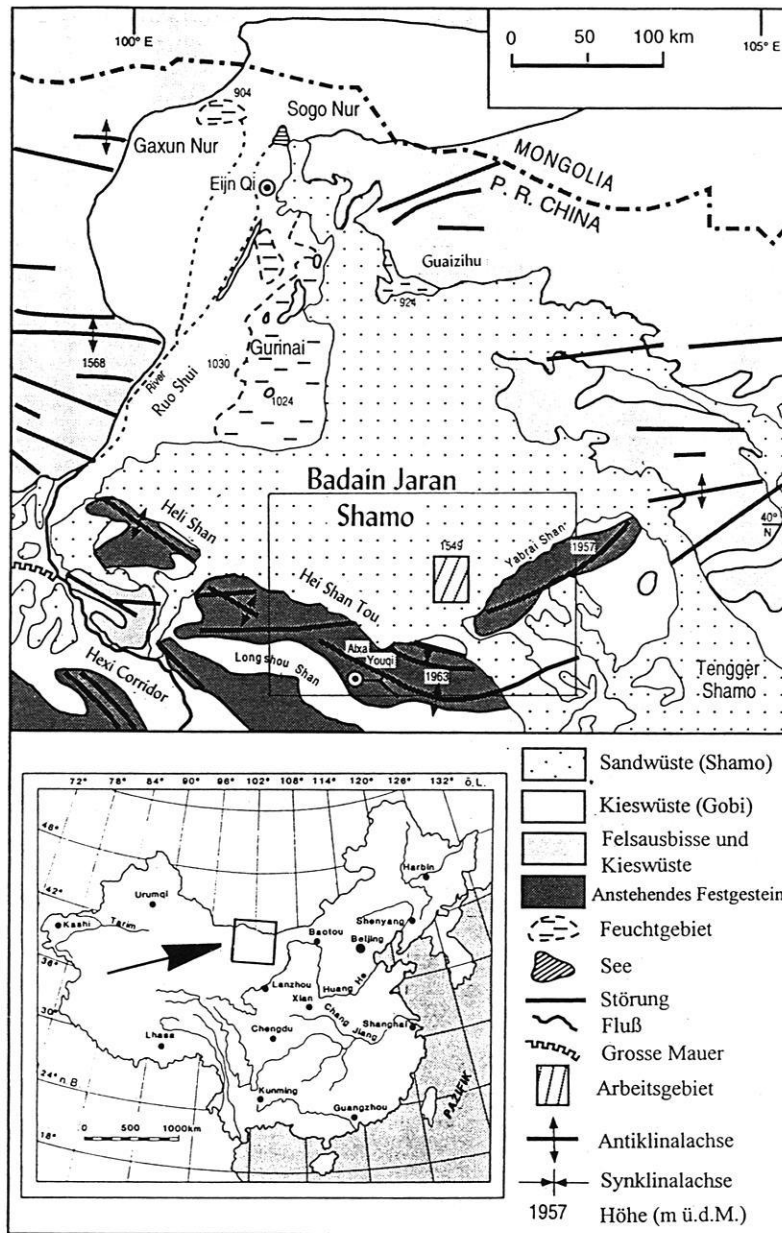 100° E
105° E
0 50 100 km
904
Sogo Nur
Gaxun Nur
MONGOLIA
P. R. CHINA
Eijn Qi
Guaizihu
924
1568
River
Ruo Shui
1030
Gurinai
1024
Badain Jaran
Shamo
Heli Shan
1549
Yabrai Shan
1957
40°
N
Hei Shan Tou
Hexi Corridor
Longshou Shan
Alxa
Youqi
1963
Tengger
Shamo
72° 78° 84° 90° 96° 102° 108° 114° 120° 126° 132° ö.L.
48°
42°
36°
30°
24° n.B
18°
Harbin
Urumqi
Shenyang
Kashi
Tarim
Baotou
Beijing
Lanzhou
Huang He
Xian
Chang Jiang
Shanghai
Chengdu
Lhasa
Kunming
Guangzhou
PAZIFIK
0 500 1000km
Sandwüste (Shamo)
Kieswüste (Gobi)
Felsausbisse und
Kieswüste
Anstehendes Festgestein
Feuchtgebiet
See
Störung
Fluß
Grosse Mauer
Arbeitsgebiet
Antiklinalachse
Synklinalachse
1957 Höhe (m ü.d.M.)